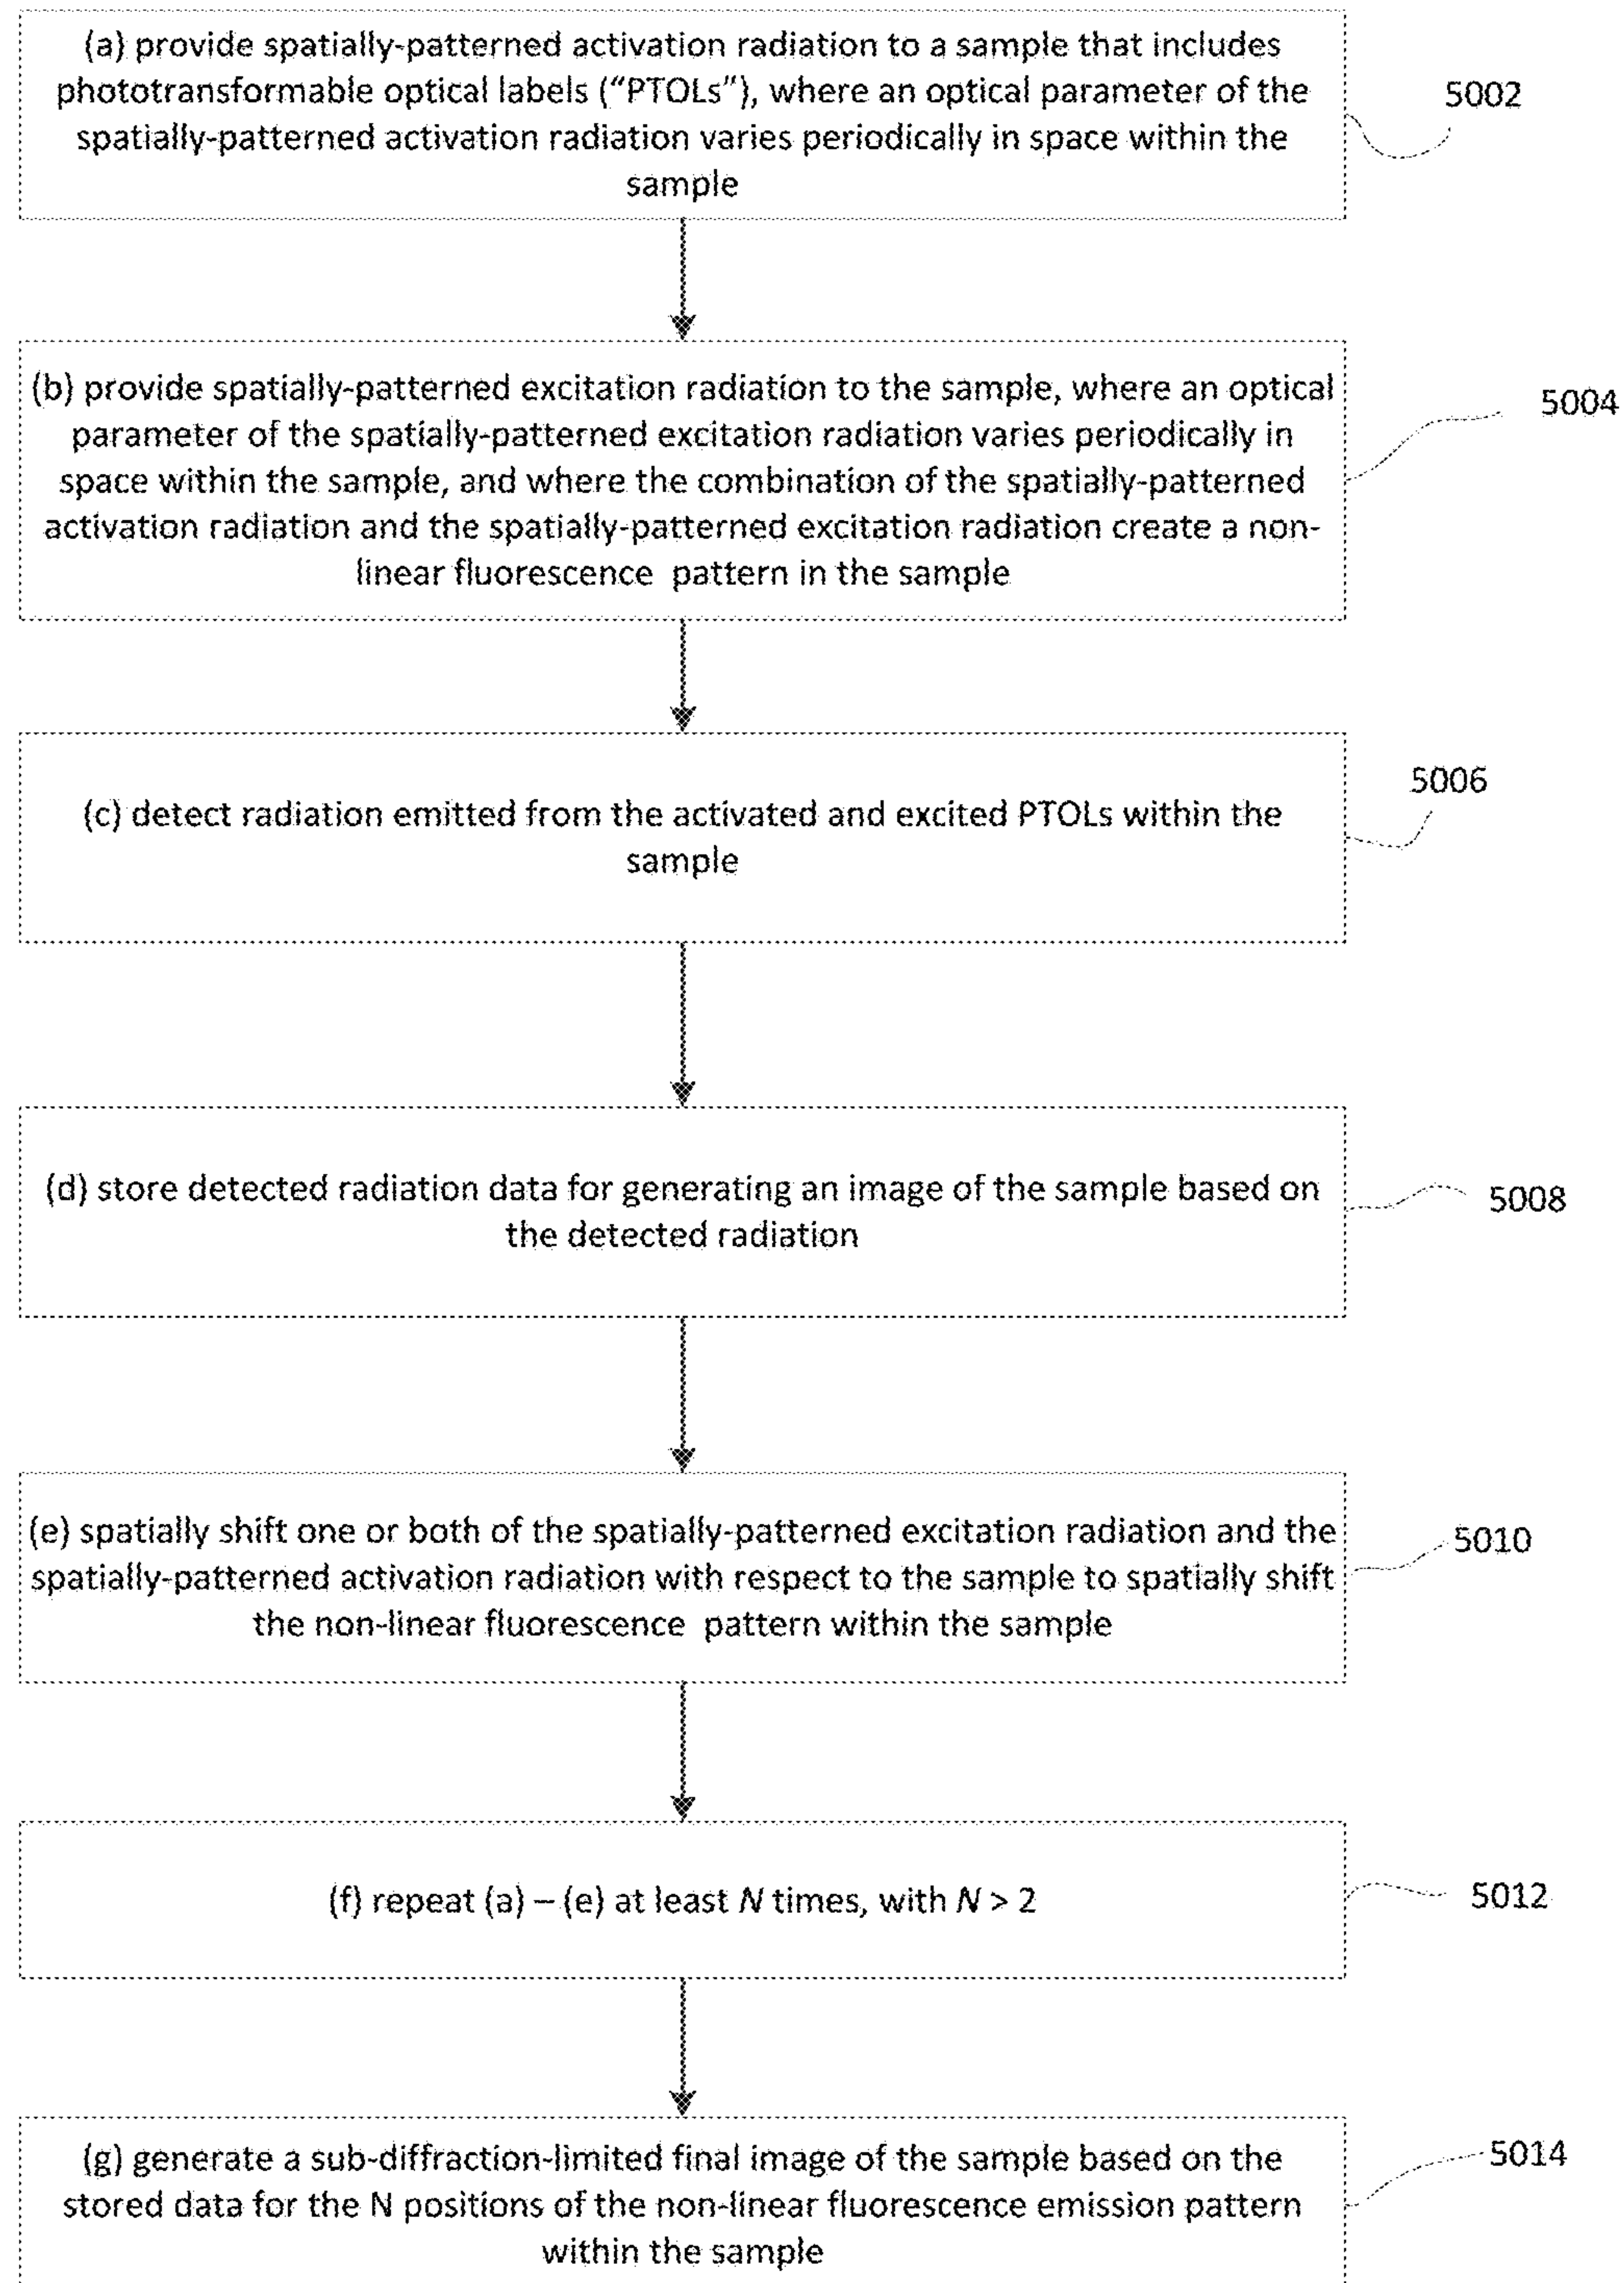 (a) provide spatially-patterned activation radiation to a sample that includes
phototransformable optical labels (“PTOLs”), where an optical parameter of the
spatially-patterned activation radiation varies periodically in space within the
sample
5002
(b) provide spatially-patterned excitation radiation to the sample, where an optical
parameter of the spatially-patterned excitation radiation varies periodically in
space within the sample, and where the combination of the spatially-patterned
activation radiation and the spatially-patterned excitation radiation create a non-
linear fluorescence pattern in the sample
5004
(c) detect radiation emitted from the activated and excited PTOLs within the
sample
5006
(d) store detected radiation data for generating an image of the sample based on
the detected radiation
5008
(e) spatially shift one or both of the spatially-patterned excitation radiation and the
spatially-patterned activation radiation with respect to the sample to spatially shift
the non-linear fluorescence pattern within the sample
5010
(f) repeat (a) – (e) at least N times, with N > 2
5012
(g) generate a sub-diffraction-limited final image of the sample based on the
stored data for the N positions of the non-linear fluorescence emission pattern
within the sample
5014